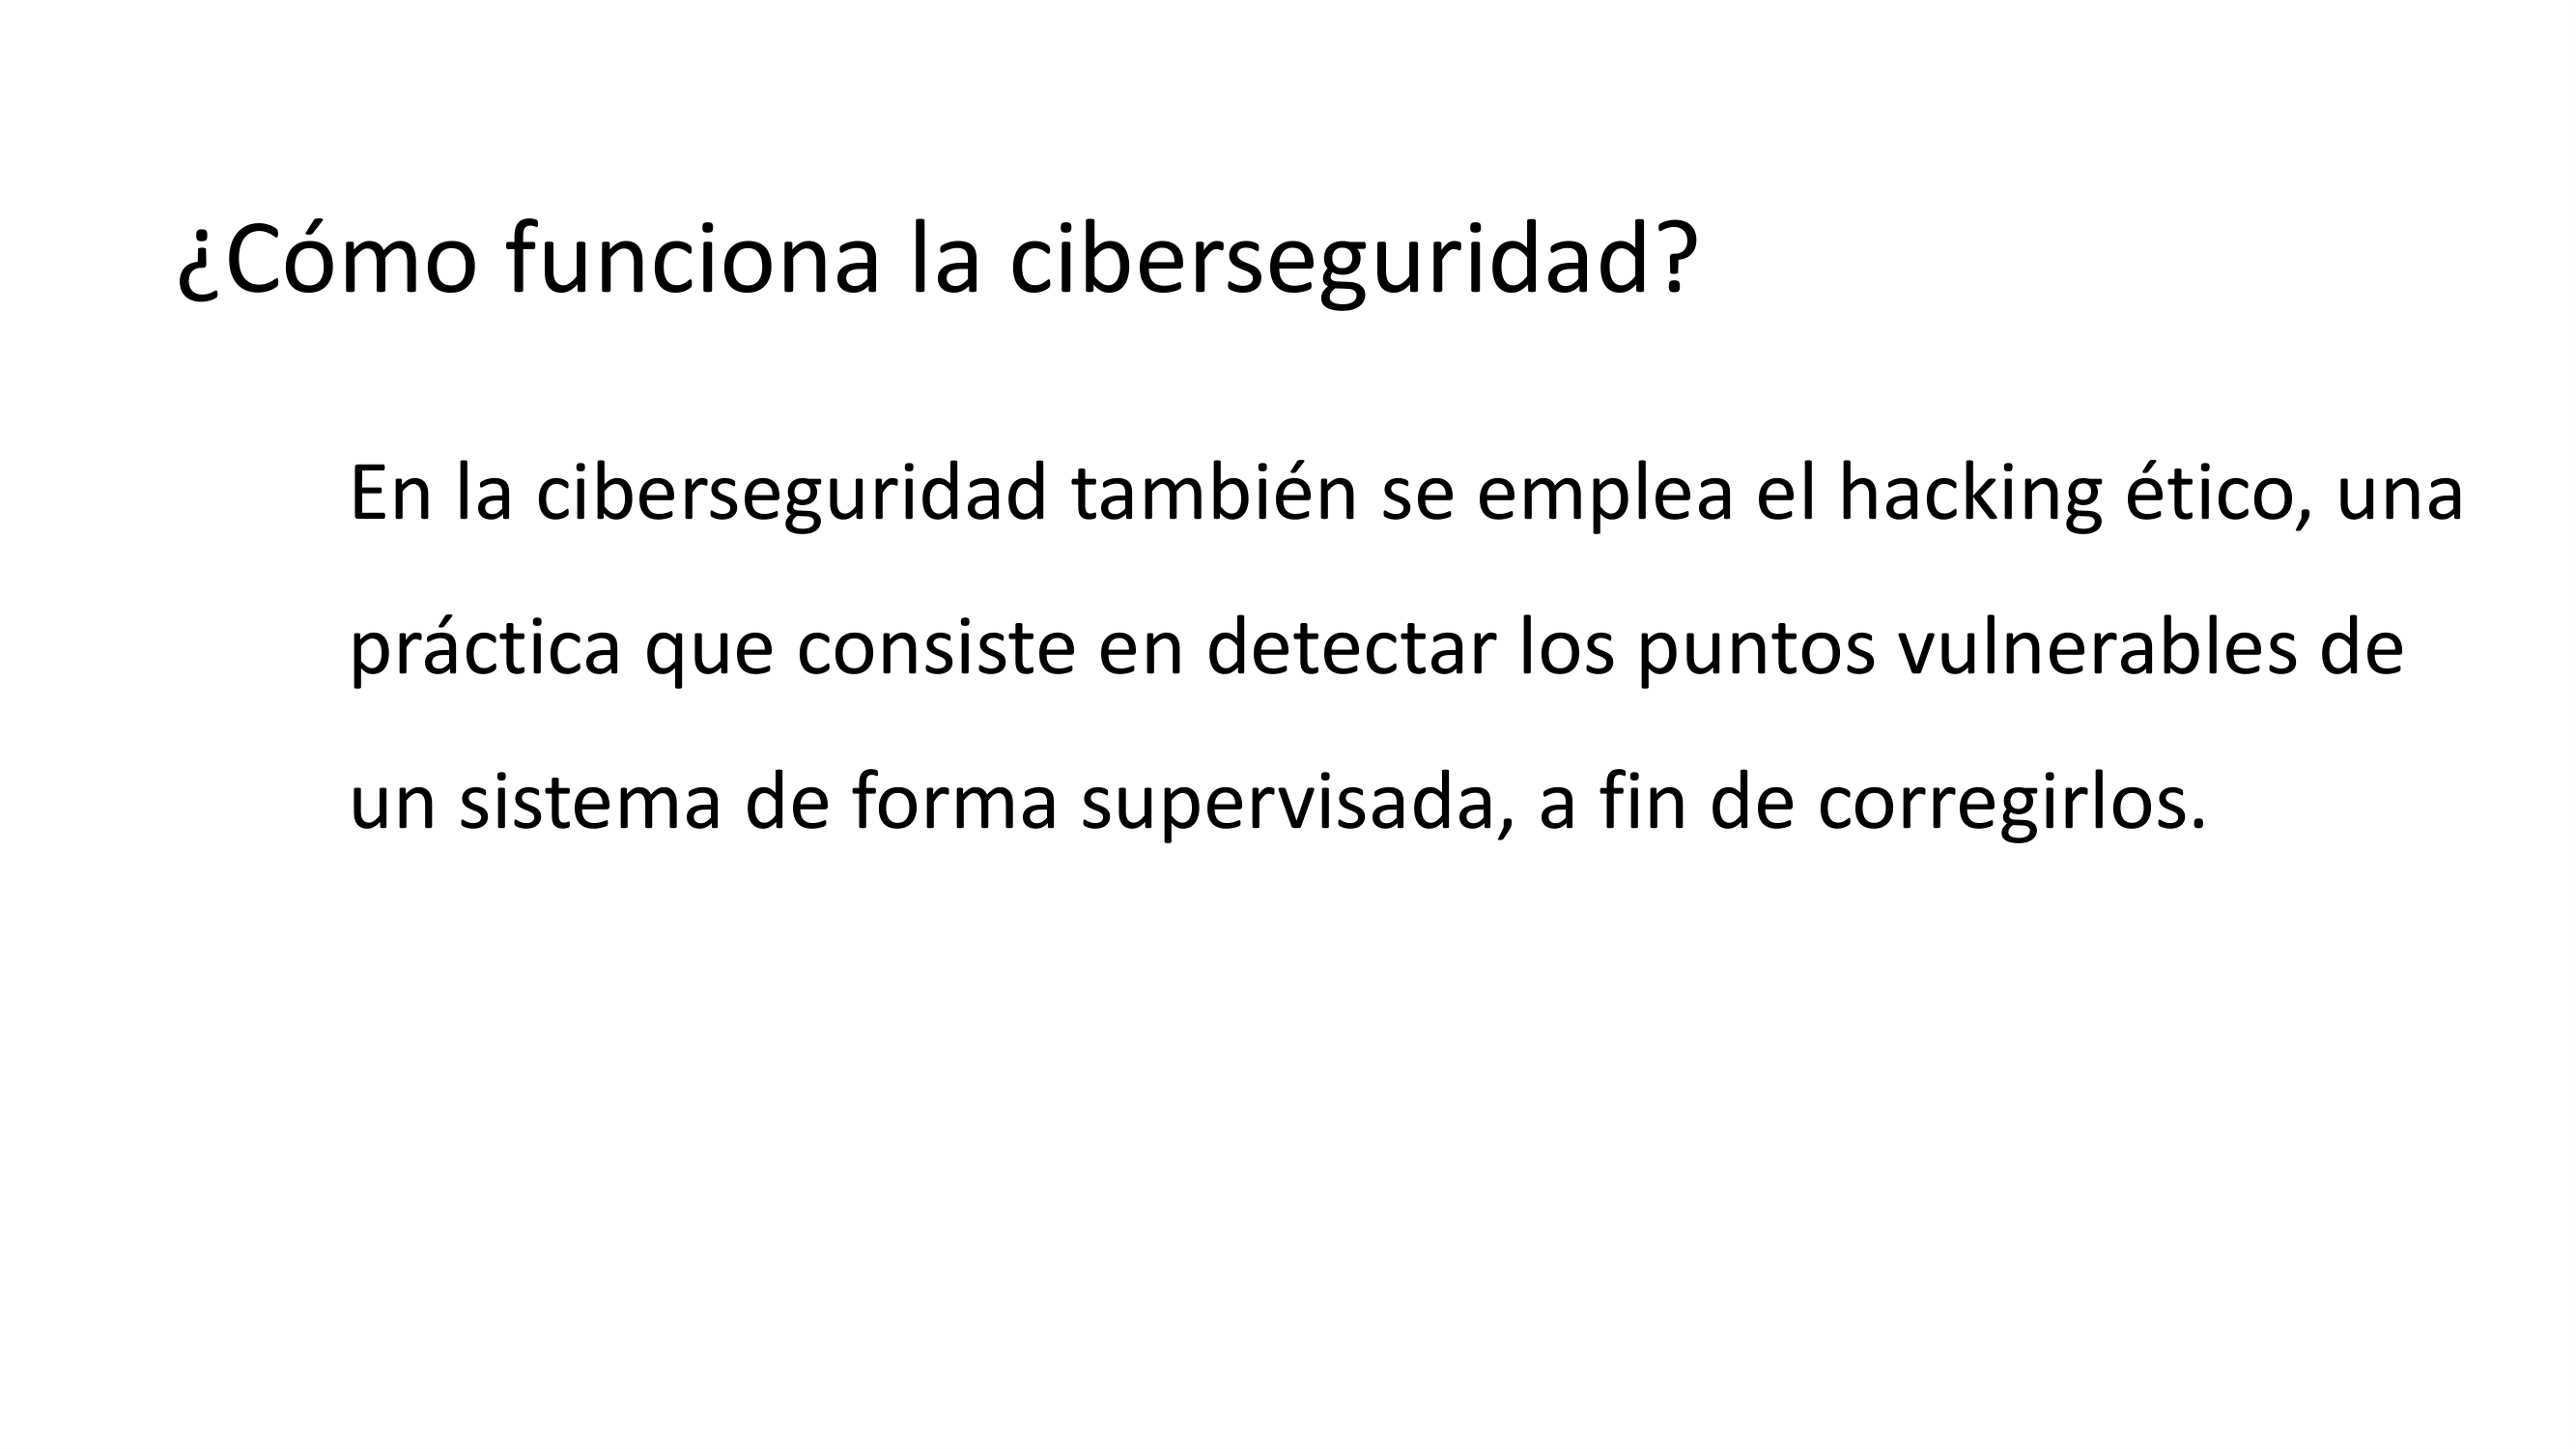 ¿Cómo funciona la ciberseguridad?
En la ciberseguridad también se emplea el hacking ético, una
práctica que consiste en detectar los puntos vulnerables de
un sistema de forma supervisada, a fin de corregirlos.